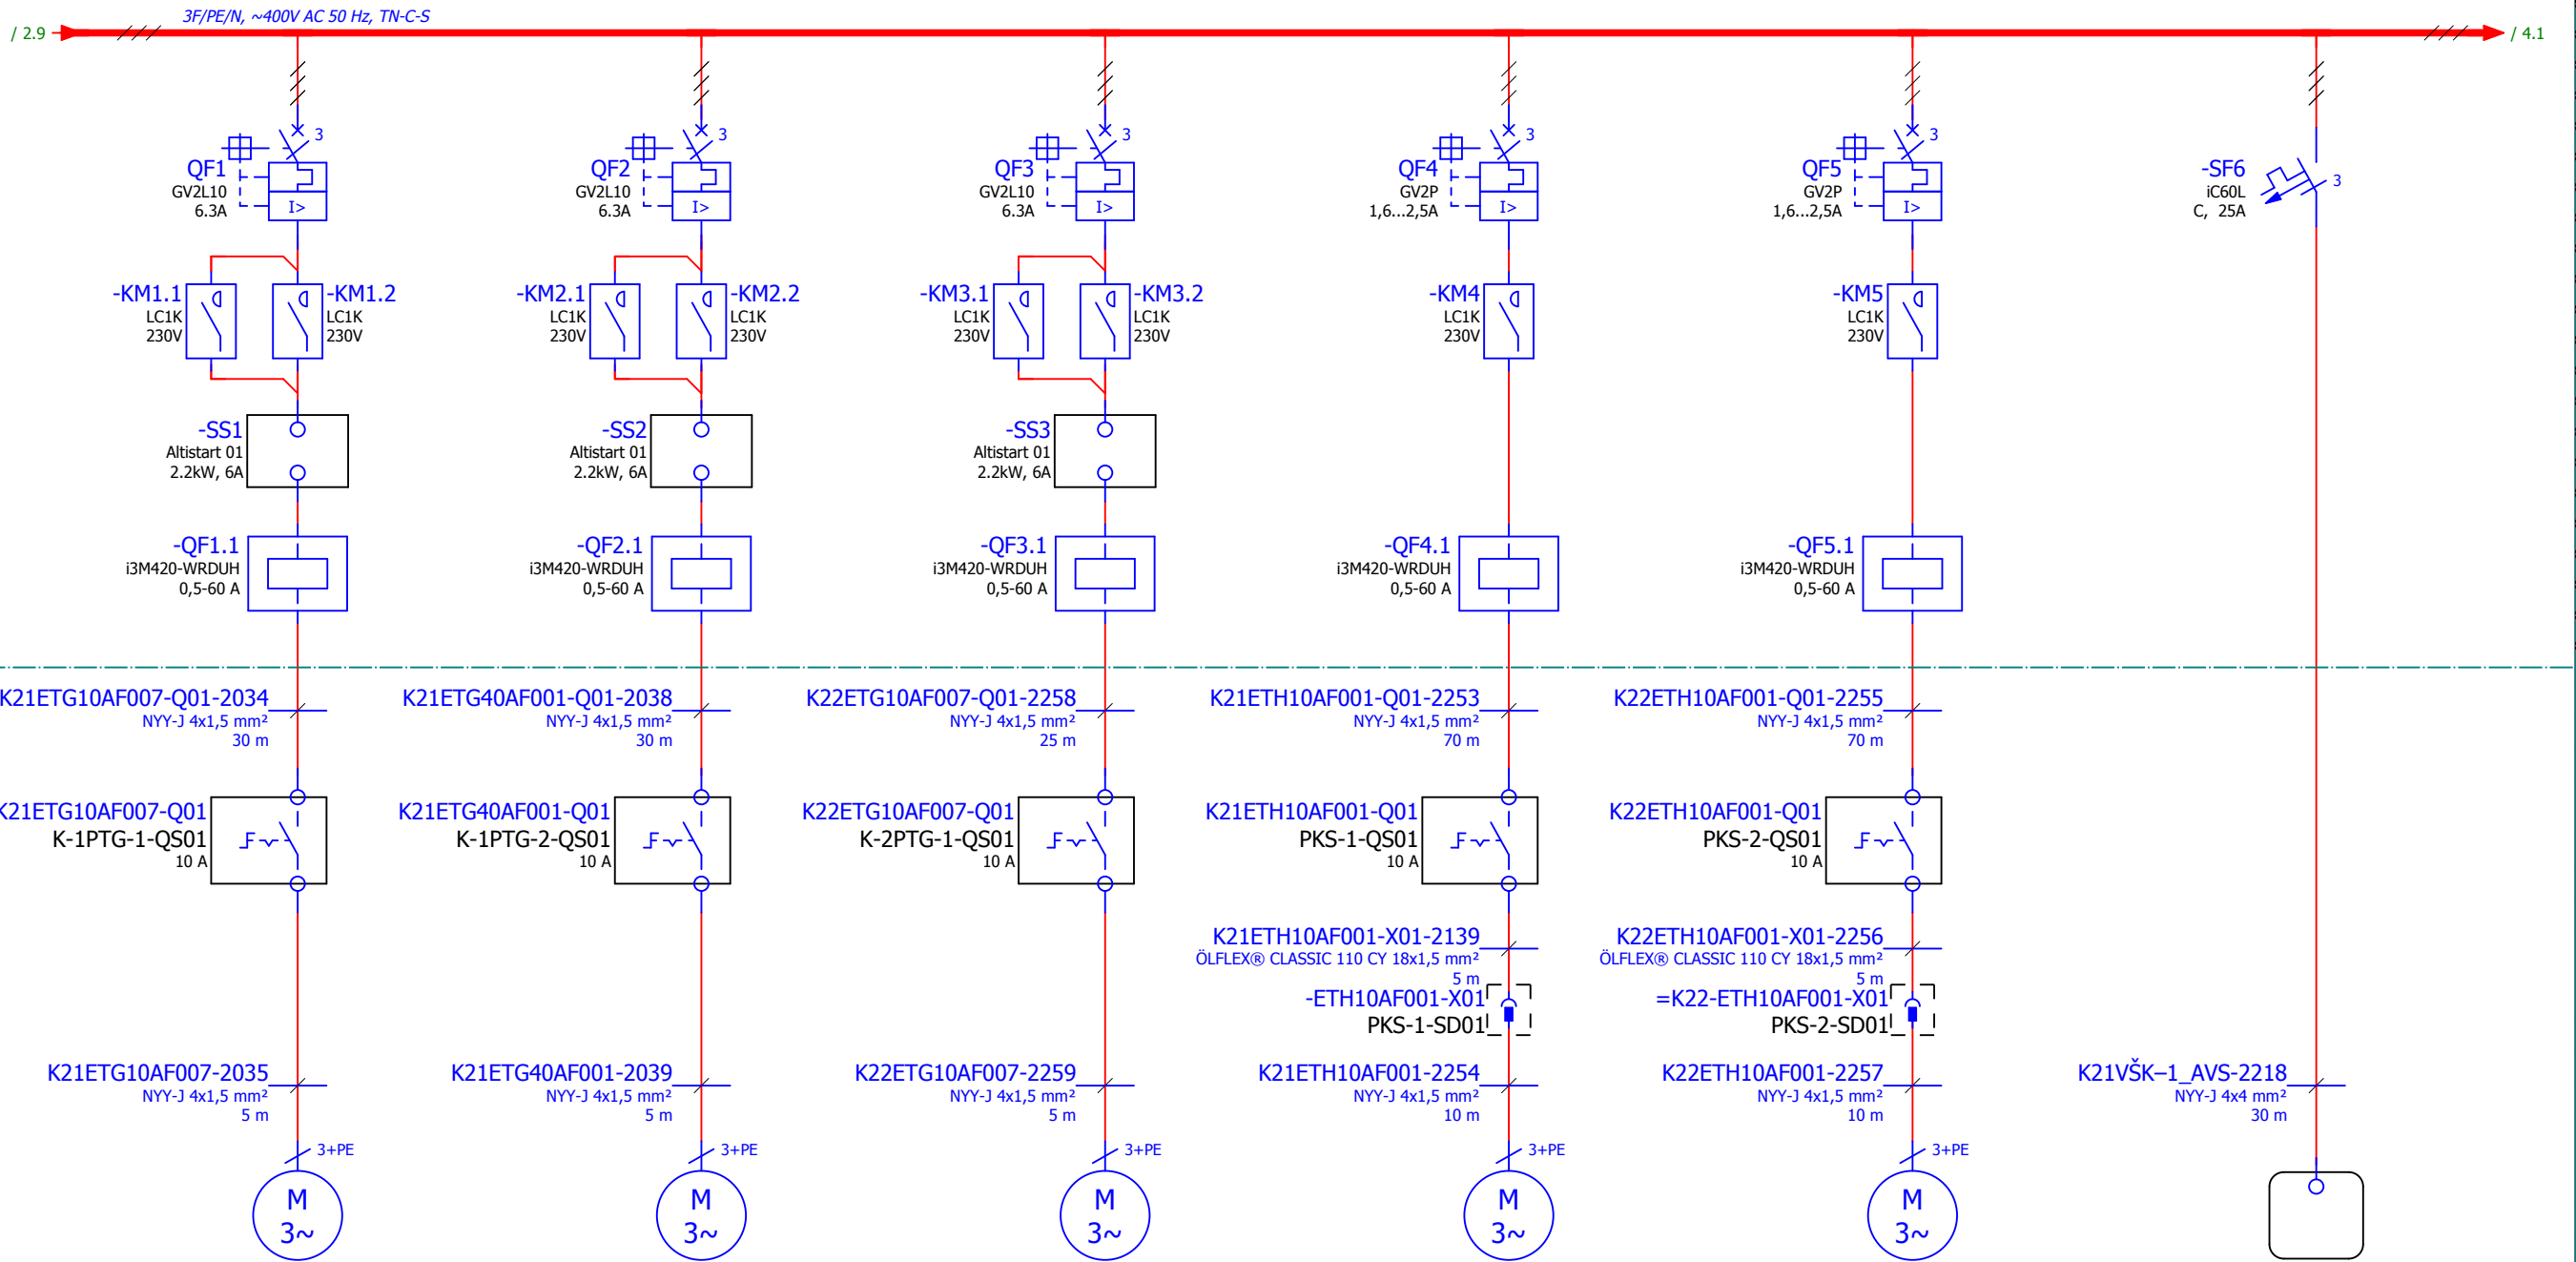 3F/PE/N, ~400V AC 50 Hz, TN-C-S
/ 2.9
/ 4.1
3
QF1
GV2L10
6.3A
I>
3
QF2
GV2L10
6.3A
I>
3
QF3
GV2L10
6.3A
I>
3
QF4
GV2P
1,6...2,5A
I>
3
QF5
GV2P
1,6...2,5A
I>
-SF6
iC60L
C, 25A
3
-KM1.1
LC1K
230V
-KM1.2
LC1K
230V
-KM2.1
LC1K
230V
-KM2.2
LC1K
230V
-KM3.1
LC1K
230V
-KM3.2
LC1K
230V
-KM4
LC1K
230V
-KM5
LC1K
230V
-SS1
Altistart 01
2.2kW, 6A
-SS2
Altistart 01
2.2kW, 6A
-SS3
Altistart 01
2.2kW, 6A
-QF1.1
i3M420-WRDUH
0,5-60 A
-QF2.1
i3M420-WRDUH
0,5-60 A
-QF3.1
i3M420-WRDUH
0,5-60 A
-QF4.1
i3M420-WRDUH
0,5-60 A
-QF5.1
i3M420-WRDUH
0,5-60 A
K21ETG10AF007-Q01-2034
NYY-J 4x1,5 mm²
30 m
K21ETG40AF001-Q01-2038
NYY-J 4x1,5 mm²
30 m
K22ETG10AF007-Q01-2258
NYY-J 4x1,5 mm²
25 m
K21ETH10AF001-Q01-2253
NYY-J 4x1,5 mm²
70 m
K22ETH10AF001-Q01-2255
NYY-J 4x1,5 mm²
70 m
K21ETG10AF007-Q01
K-1PTG-1-QS01
10 A
K21ETG40AF001-Q01
K-1PTG-2-QS01
10 A
K22ETG10AF007-Q01
K-2PTG-1-QS01
10 A
K21ETH10AF001-Q01
PKS-1-QS01
10 A
K22ETH10AF001-Q01
PKS-2-QS01
10 A
K21ETH10AF001-X01-2139
ÖLFLEX® CLASSIC 110 CY 18x1,5 mm²
5 m
-ETH10AF001-X01
PKS-1-SD01
K22ETH10AF001-X01-2256
ÖLFLEX® CLASSIC 110 CY 18x1,5 mm²
5 m
=K22-ETH10AF001-X01
PKS-2-SD01
K21ETG10AF007-2035
NYY-J 4x1,5 mm²
5 m
K21ETG40AF001-2039
NYY-J 4x1,5 mm²
5 m
K22ETG10AF007-2259
NYY-J 4x1,5 mm²
5 m
K21ETH10AF001-2254
NYY-J 4x1,5 mm²
10 m
K22ETH10AF001-2257
NYY-J 4x1,5 mm²
10 m
K21VŠK–1_AVS-2218
NYY-J 4x4 mm²
30 m
3+PE
M
3~
3+PE
M
3~
3+PE
M
3~
3+PE
M
3~
3+PE
M
3~